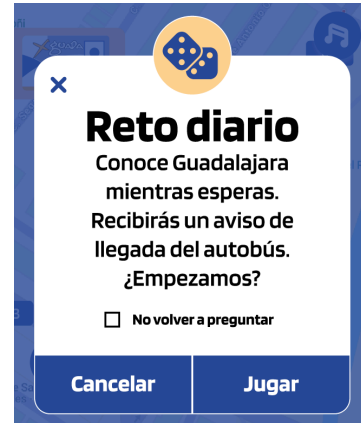 Reto diario
Conoce Guadalajara
mientras esperas.
Recibirás un aviso de
llegada del autobús.
¿Empezamos?
No volver a preguntar
Cancelar
Jugar